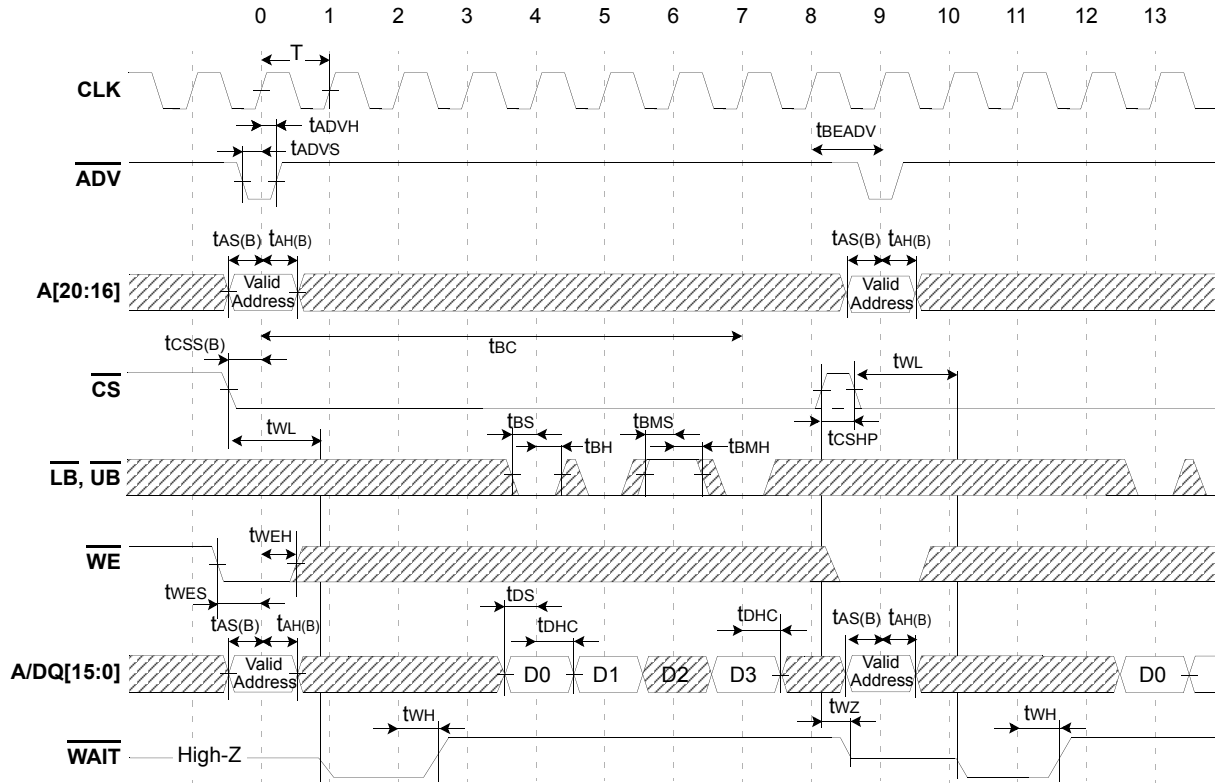 0 1 2 3 4 5 6 7 8 9 10 11 12 13
T
CLK
tADVH
tBEADV
tADVS
ADV
tAS(B) tAH(B) tAS(B) tAH(B)
A[20:16] Valid Address Valid Address
tCSS(B) tBC
tWL
CS
tWL tBS tBMS tCSHP
tBH tBMH
LB, UB
tWEH
WE
tWES tDS
tAS(B) tAH(B) tDHC tDHC tAS(B) tAH(B)
A/DQ[15:0] Valid Address D0 D1 D2 D3 Valid Address D0
tWH tWZ tWH
WAIT High-Z